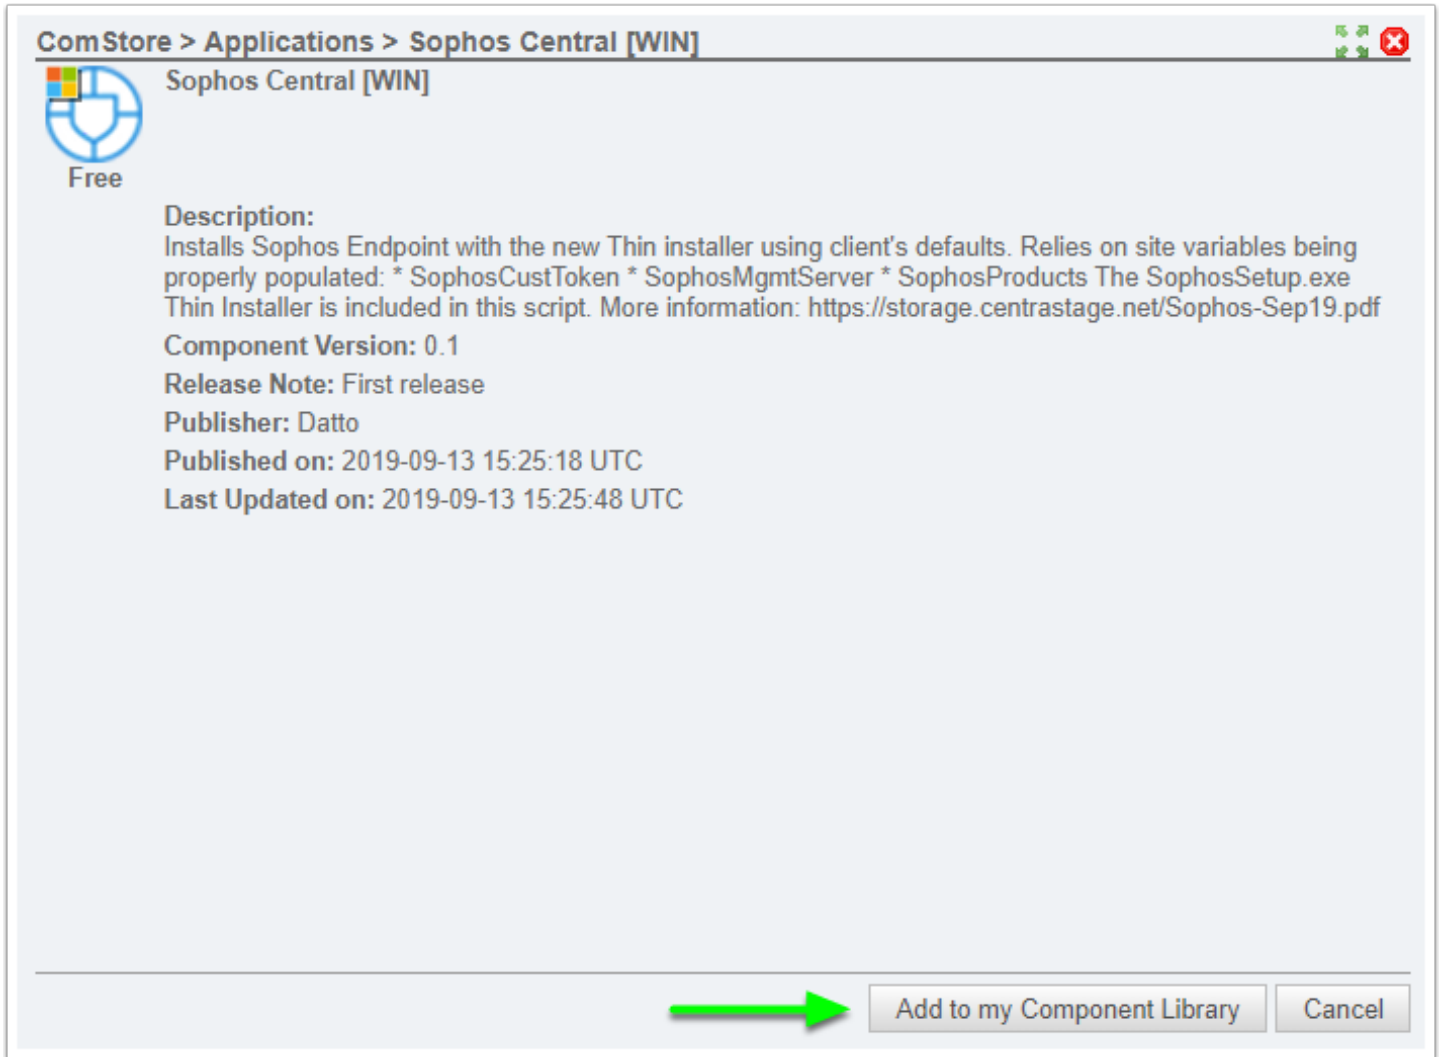 ComStore > Applications > Sophos Central [WIN]
Sophos Central [WIN]
Free
Description:
Installs Sophos Endpoint with the new Thin installer using client's defaults. Relies on site variables being
properly populated: * SophosCustToken * SophosMgmtServer * SophosProducts The SophosSetup.exe
Thin Installer is included in this script. More information: https://storage.centrastage.net/Sophos-Sep19.pdf
Component Version: 0.1
Release Note: First release
Publisher: Datto
Published on: 2019-09-13 15:25:18 UTC
Last Updated on: 2019-09-13 15:25:48 UTC
Add to my Component Library
Cancel